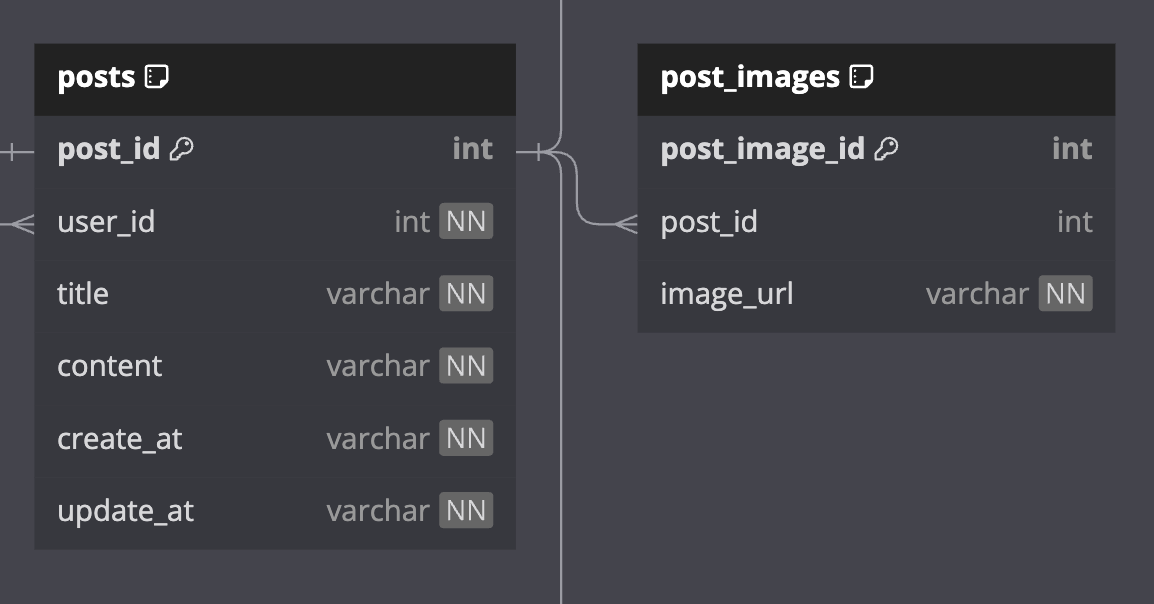 posts
post_id int
user_id int NN
title varchar NN
content varchar NN
create_at varchar NN
update_at varchar NN
post_images
post_image_id int
post_id int
image_url varchar NN